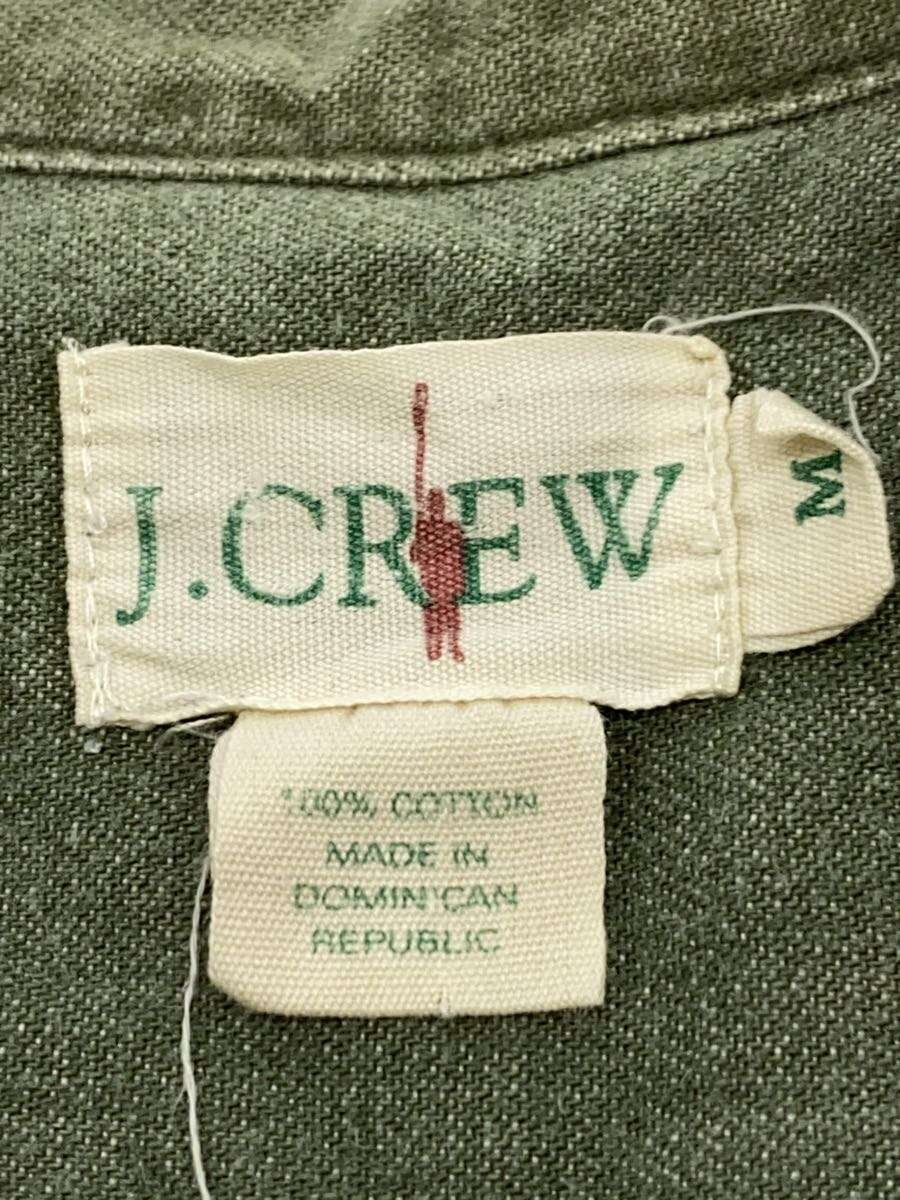 J.CREW
M
100% COTTON
MADE IN
DOMINICAN
REPUBLIC